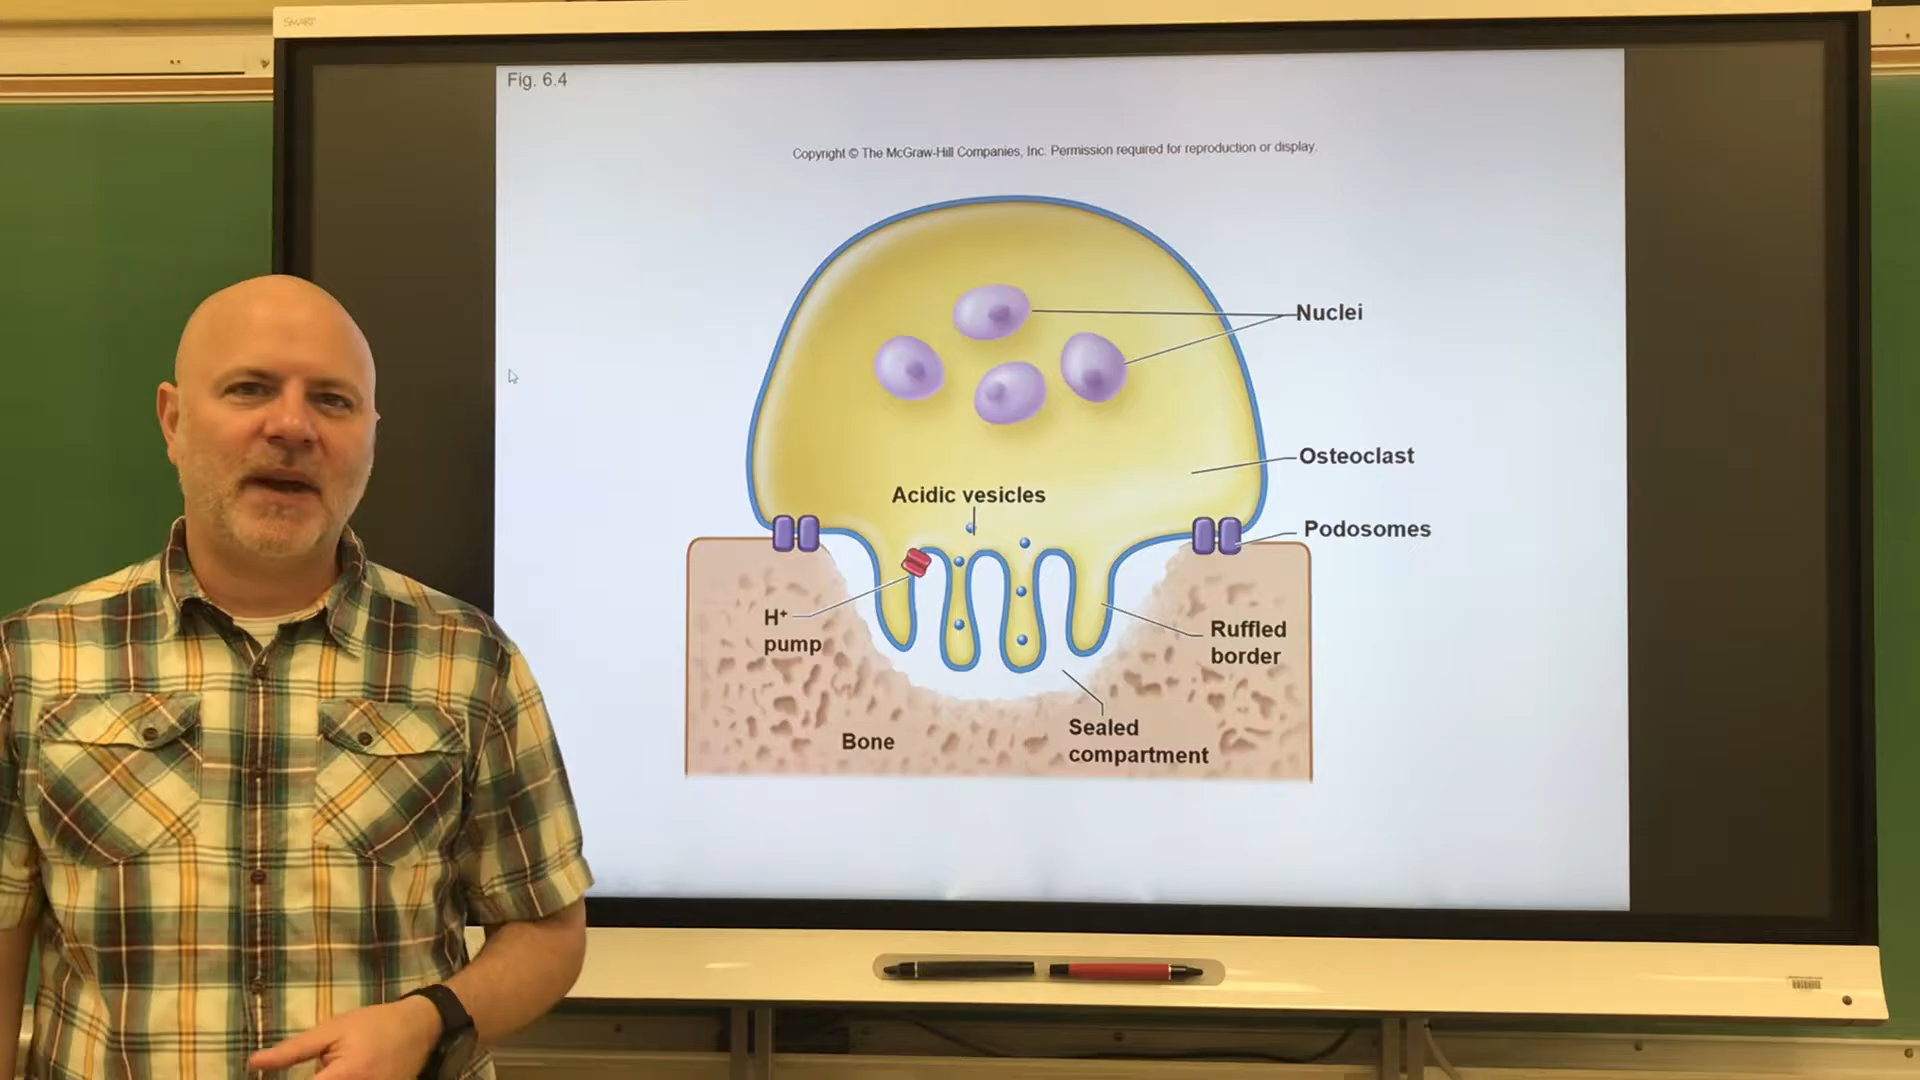 SMART
Fig. 6.4
Copyright © The McGraw-Hill Companies, Inc. Permission required for reproduction or display.
Nuclei
Osteoclast
Acidic vesicles
Podosomes
H⁺
pump
Ruffled
border
Sealed
compartment
Bone